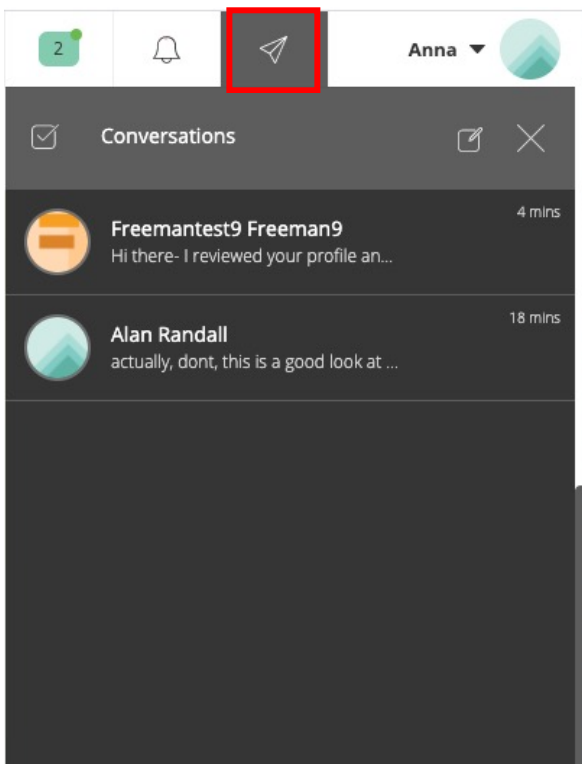 2
Anna
Conversations
Freemantest9 Freeman9
4 mins
Hi there- I reviewed your profile an...
Alan Randall
18 mins
actually, dont, this is a good look at ...